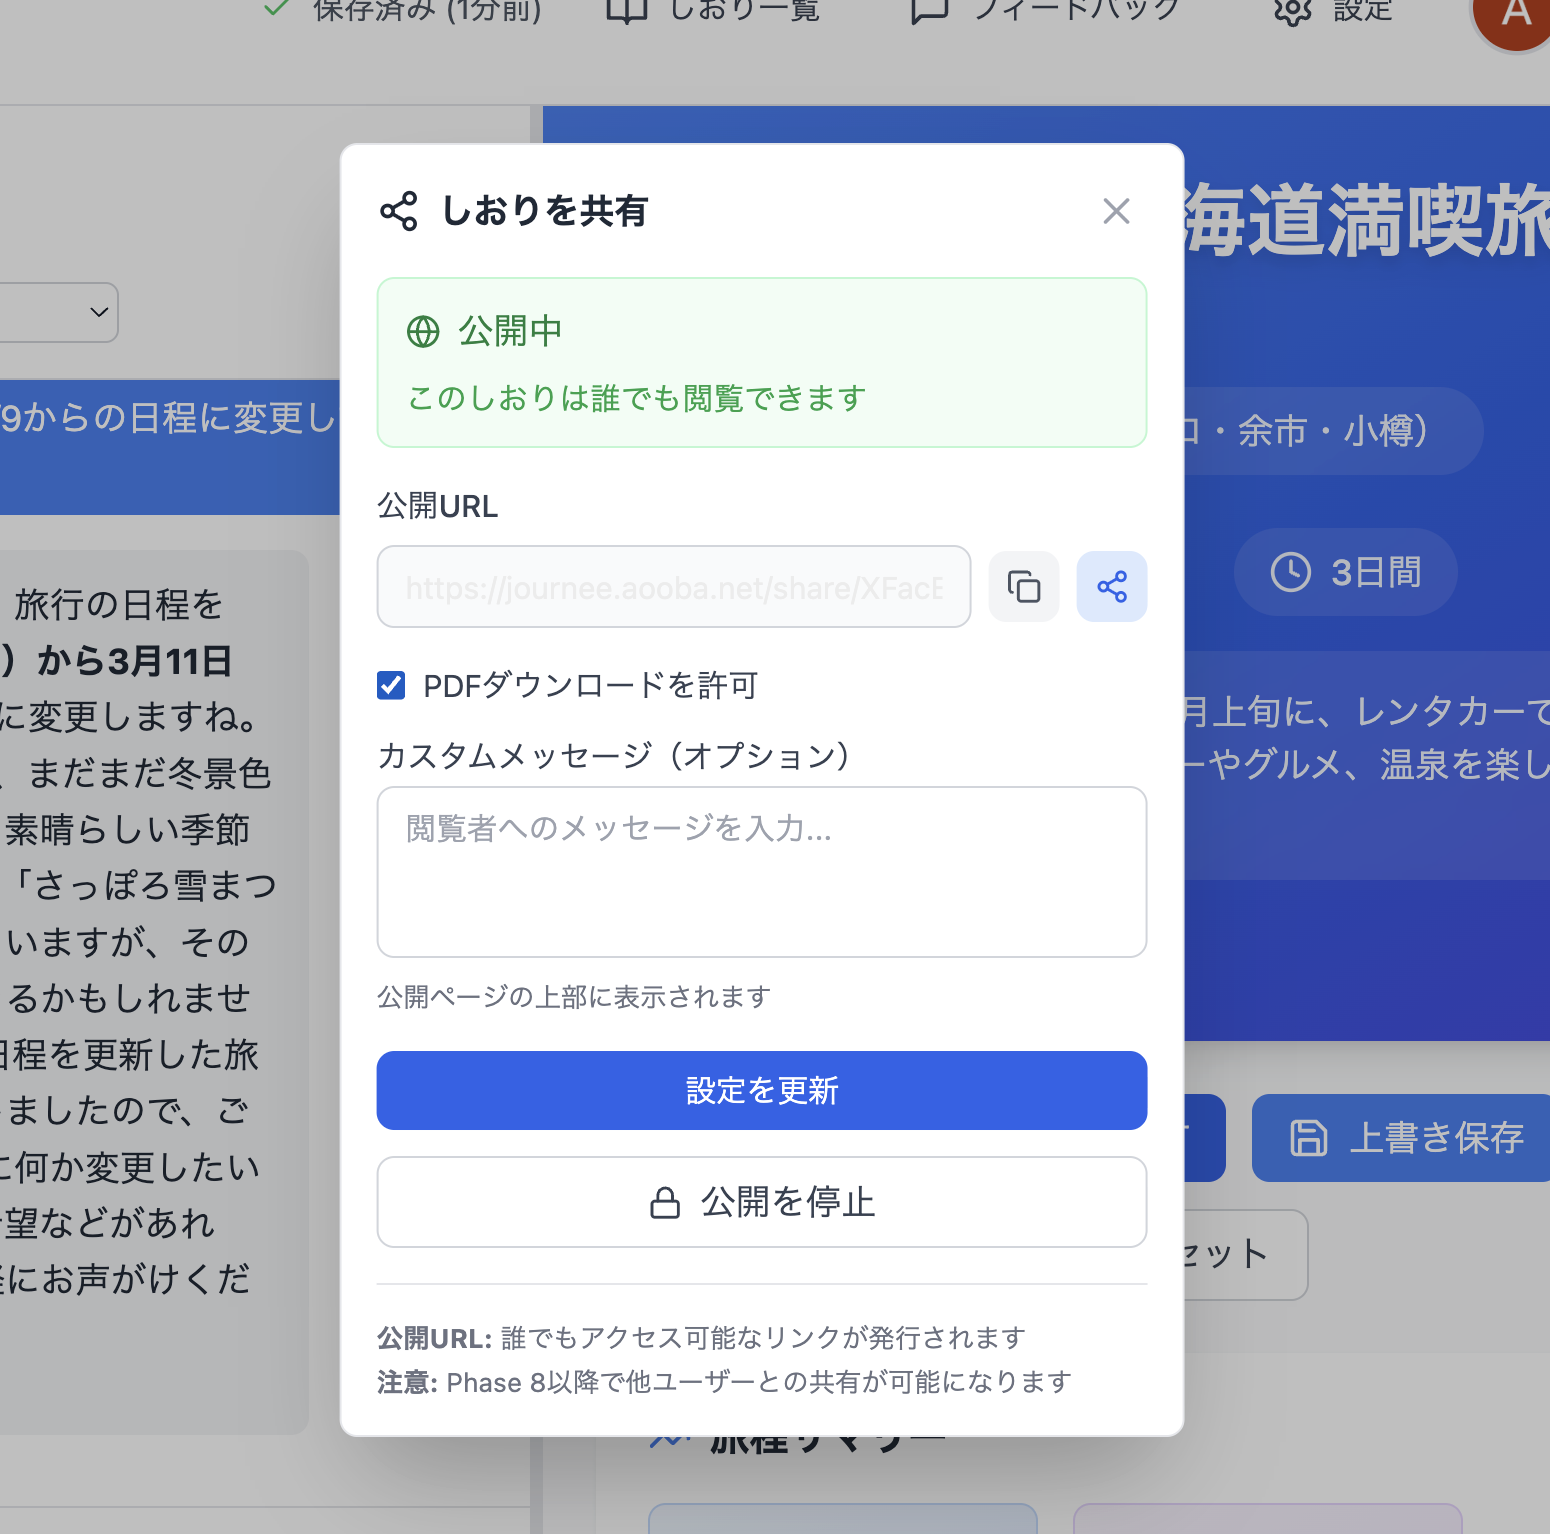 保存済み (1分前)
しおり一覧
フィードバック
設定
A
海道満喫旅
・余市・小樽）
3日間
月上旬に、レンタカーで
ーやグルメ、温泉を楽し
9からの日程に変更し
旅行の日程を
）から3月11日
に変更しますね。
、まだまだ冬景色
素晴らしい季節
「さっぽろ雪まつ
いますが、その
るかもしれませ
日程を更新した旅
ましたので、ご
に何か変更したい
望などがあれ
にお声がけくだ
しおりを共有
公開中
このしおりは誰でも閲覧できます
公開URL
https://journee.aooba.net/share/XFacE
PDFダウンロードを許可
カスタムメッセージ（オプション）
閲覧者へのメッセージを入力...
公開ページの上部に表示されます
設定を更新
公開を停止
公開URL: 誰でもアクセス可能なリンクが発行されます
注意: Phase 8以降で他ユーザーとの共有が可能になります
上書き保存
セット
旅程サマリー